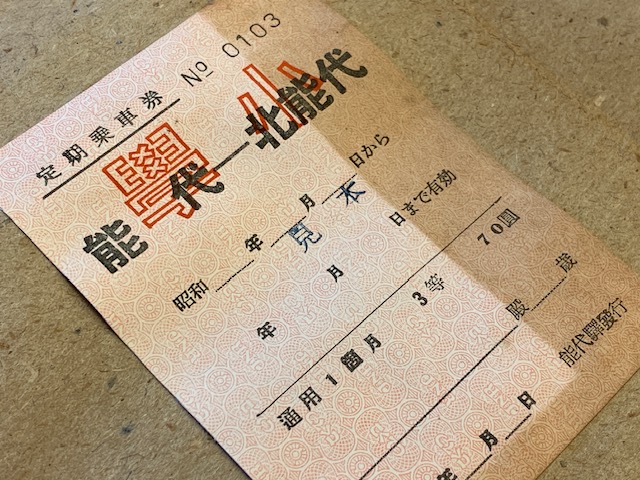 定期乗車券 № 0103
學 小
能代―北能代
昭和 年 月 日から
見本
年 月 日まで有効
通用1箇月 3等 70圓
殿 歳
年 月 日
能代驛發行